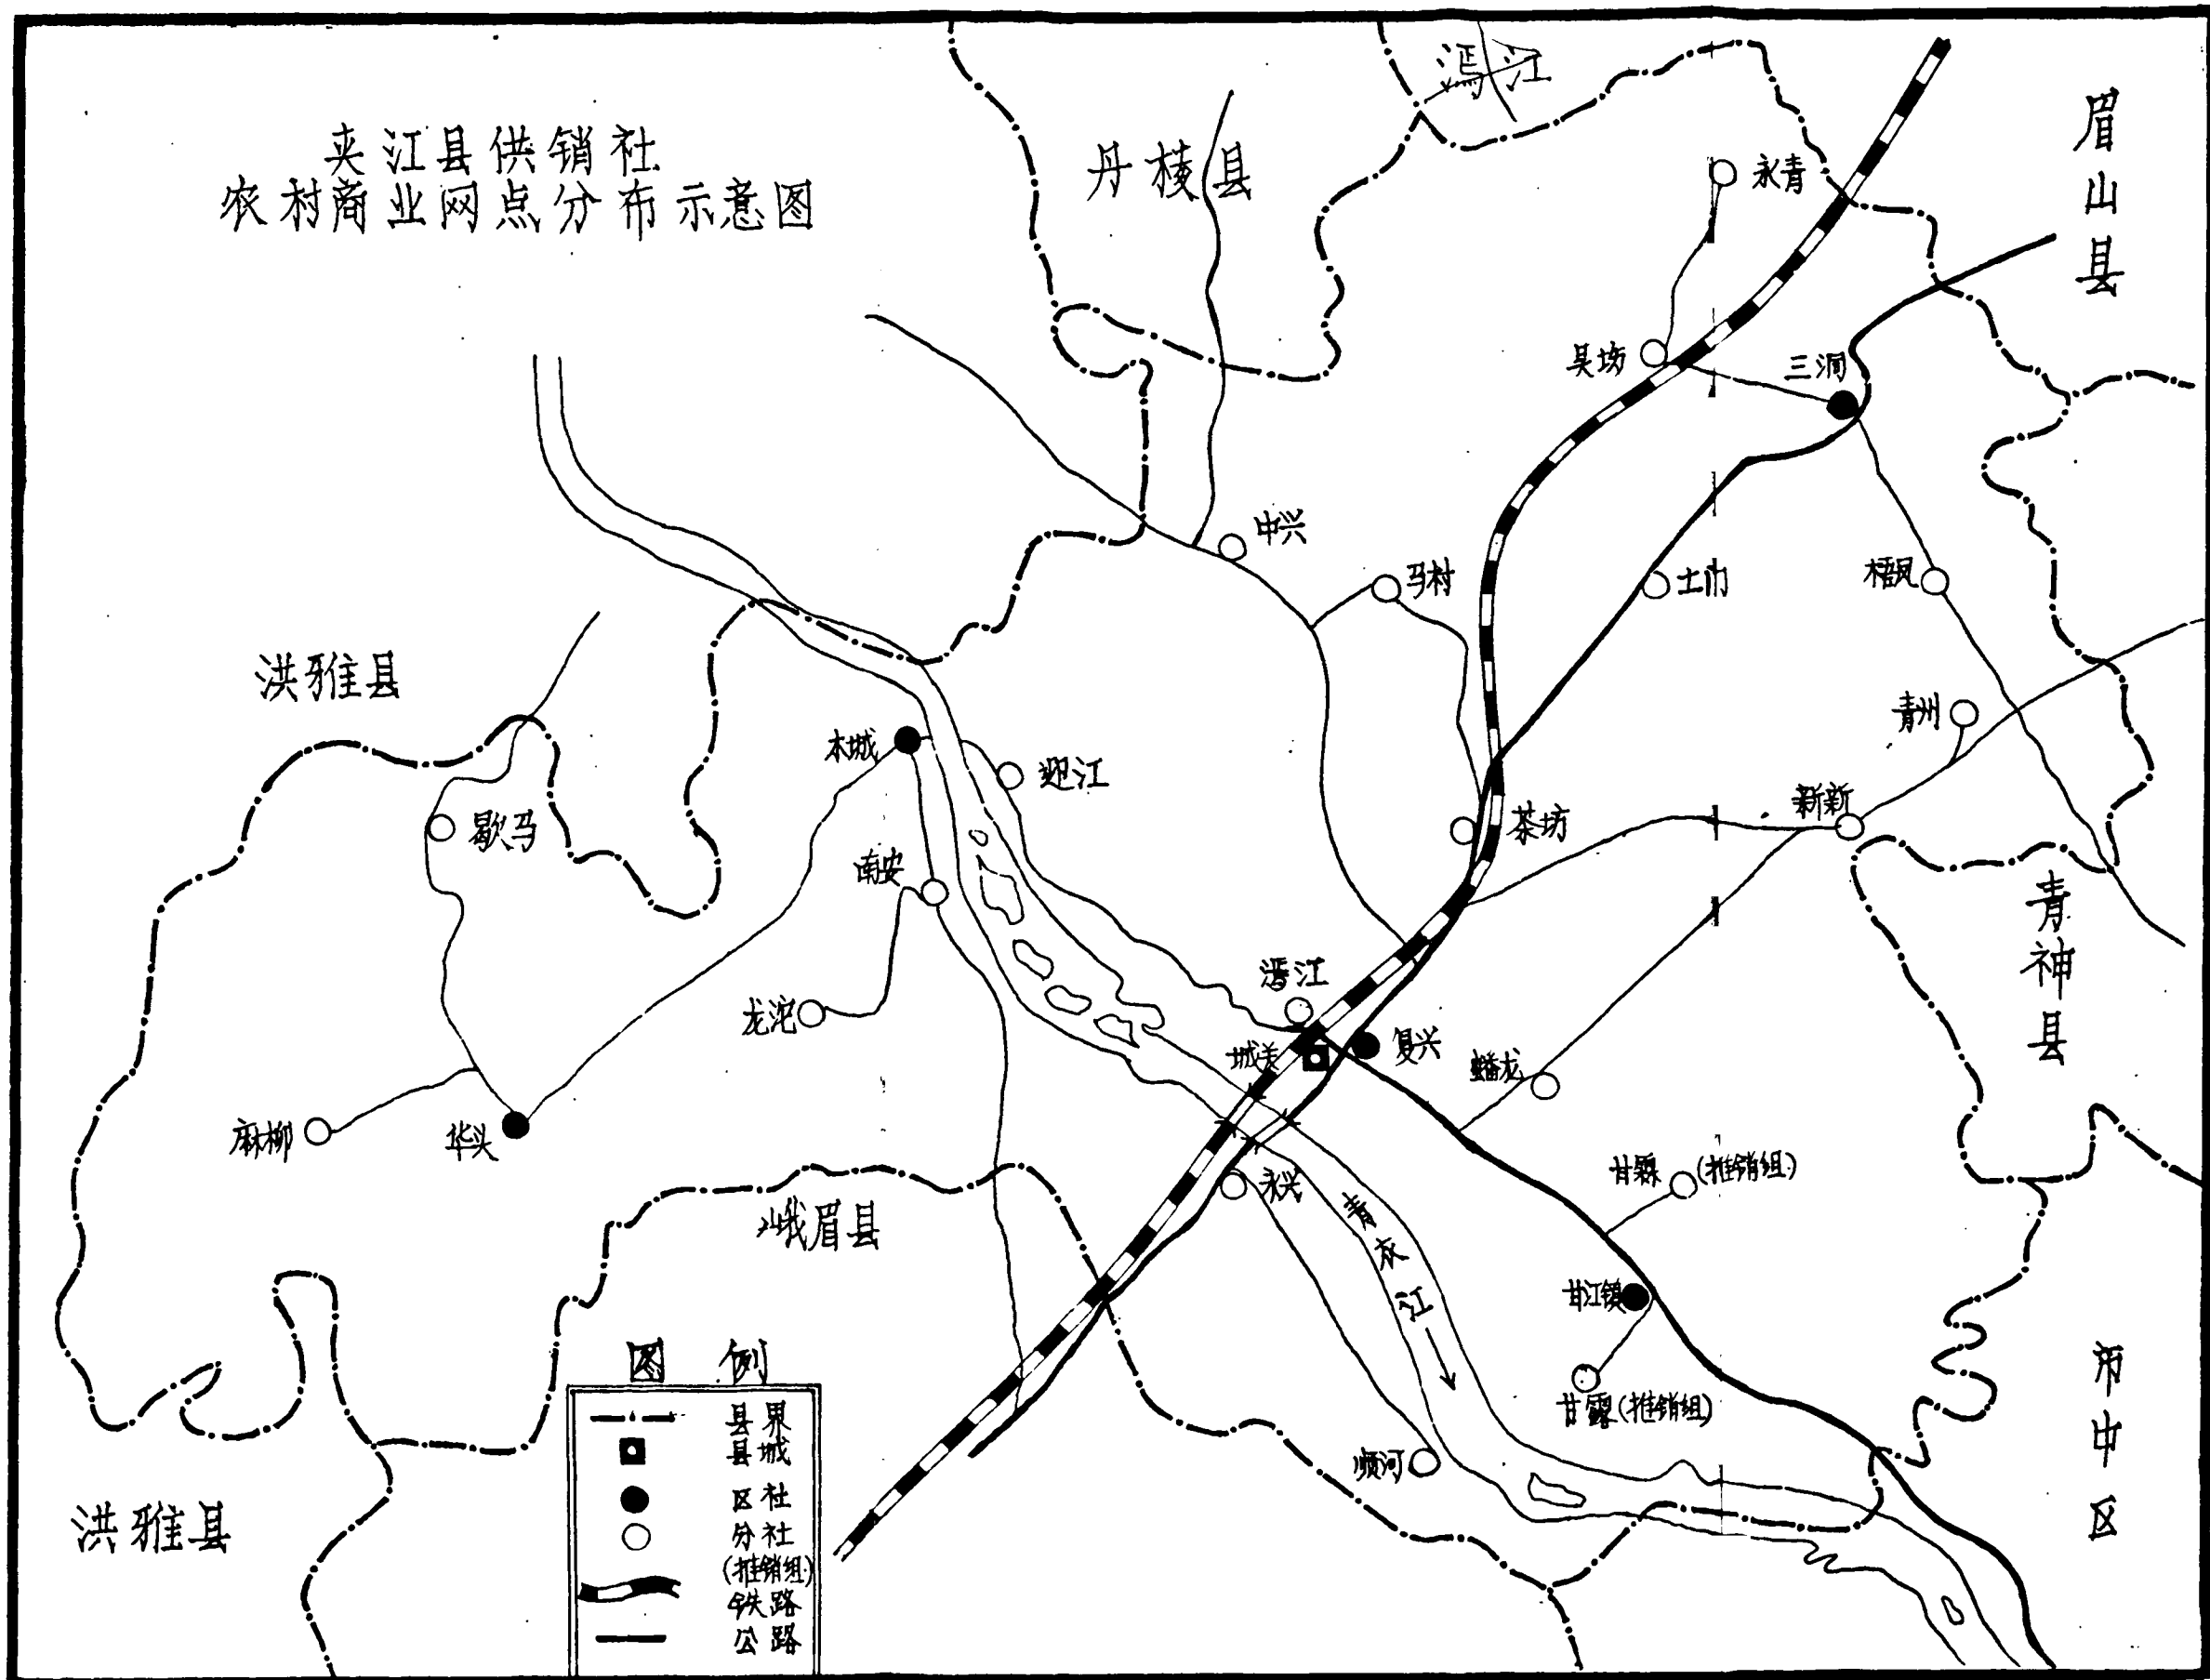 夹江县供销社
农村商业网点分布示意图
丹棱县
眉山县
永青
吴场
三洞
中兴
马村
土门
梧凤
洪雅县
青州
木城
迎江
新新
茶坊
歇马
南安
青神县
龙沱
城关
复兴
蟠龙
麻柳
华头
甘霖(推销组)
永兴
峨眉县
青衣江
甘江镇
甘露(推销组)
顺河
市中区
洪雅县
图例
县界
县城
区社
分社
(推销组)
铁路
公路